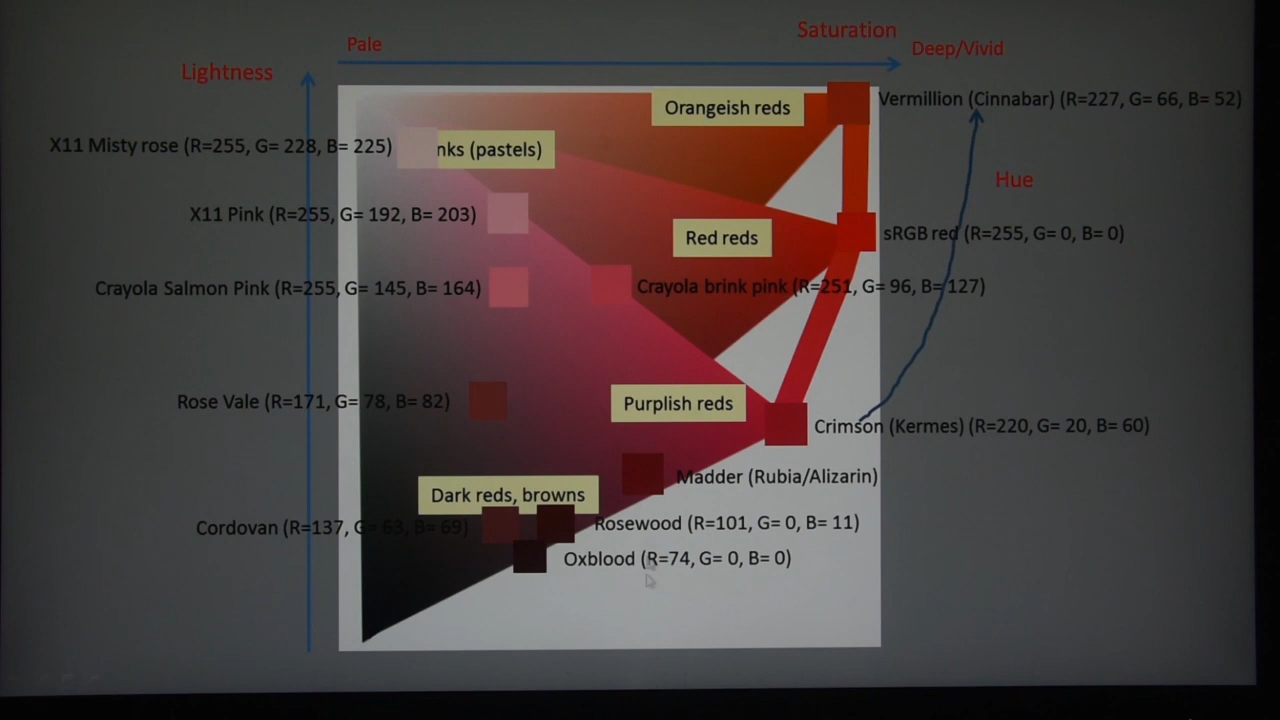 Saturation
Pale
Deep/Vivid
Lightness
Orangeish reds
Vermillion (Cinnabar) (R=227, G= 66, B= 52)
X11 Misty rose (R=255, G= 228, B= 225)
nks (pastels)
Hue
X11 Pink (R=255, G= 192, B= 203)
Red reds
sRGB red (R=255, G= 0, B= 0)
Crayola Salmon Pink (R=255, G= 145, B= 164)
Crayola brink pink (R=251, G= 96, B= 127)
Rose Vale (R=171, G= 78, B= 82)
Purplish reds
Crimson (Kermes) (R=220, G= 20, B= 60)
Madder (Rubia/Alizarin)
Dark reds, browns
Cordovan (R=137, G= 63, B= 69)
Rosewood (R=101, G= 0, B= 11)
Oxblood (R=74, G= 0, B= 0)